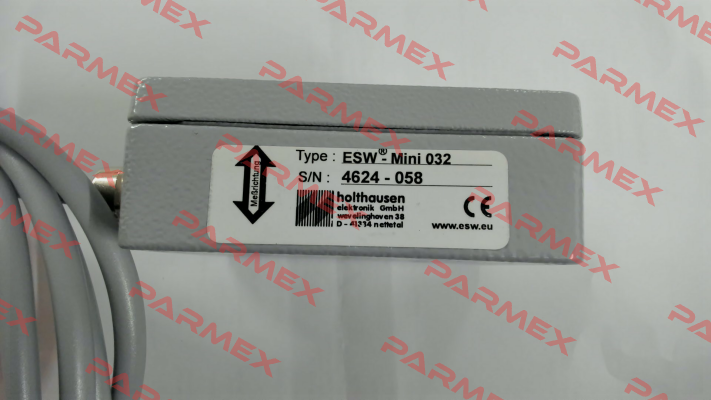 Type : ESW® - Mini 032
S/N : 4624 - 058
Meßrichtung
holthausen
elektronik GmbH
wevelinghoven 38
D - 41334 nettetal
CE
www.esw.eu
PARMEX
PARMEX
PARMEX
PARMEX
PARMEX
PARMEX
PARMEX
PARMEX
PARMEX
PARMEX
PARMEX
PARMEX